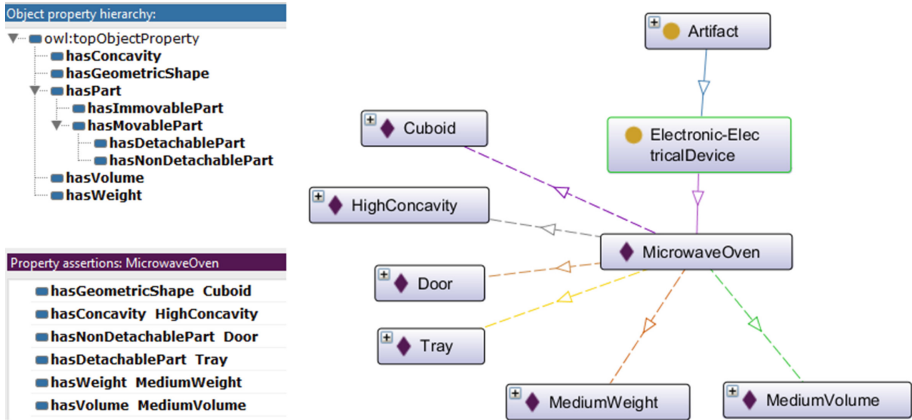 Object property hierarchy:
owl:topObjectProperty
hasConcavity
hasGeometricShape
hasPart
hasImmovablePart
hasMovablePart
hasDetachablePart
hasNonDetachablePart
hasVolume
hasWeight
Property assertions: MicrowaveOven
hasGeometricShape Cuboid
hasConcavity HighConcavity
hasNonDetachablePart Door
hasDetachablePart Tray
hasWeight MediumWeight
hasVolume MediumVolume
Artifact
Electronic-Elec
tricalDevice
Cuboid
HighConcavity
MicrowaveOven
Door
Tray
MediumWeight
MediumVolume